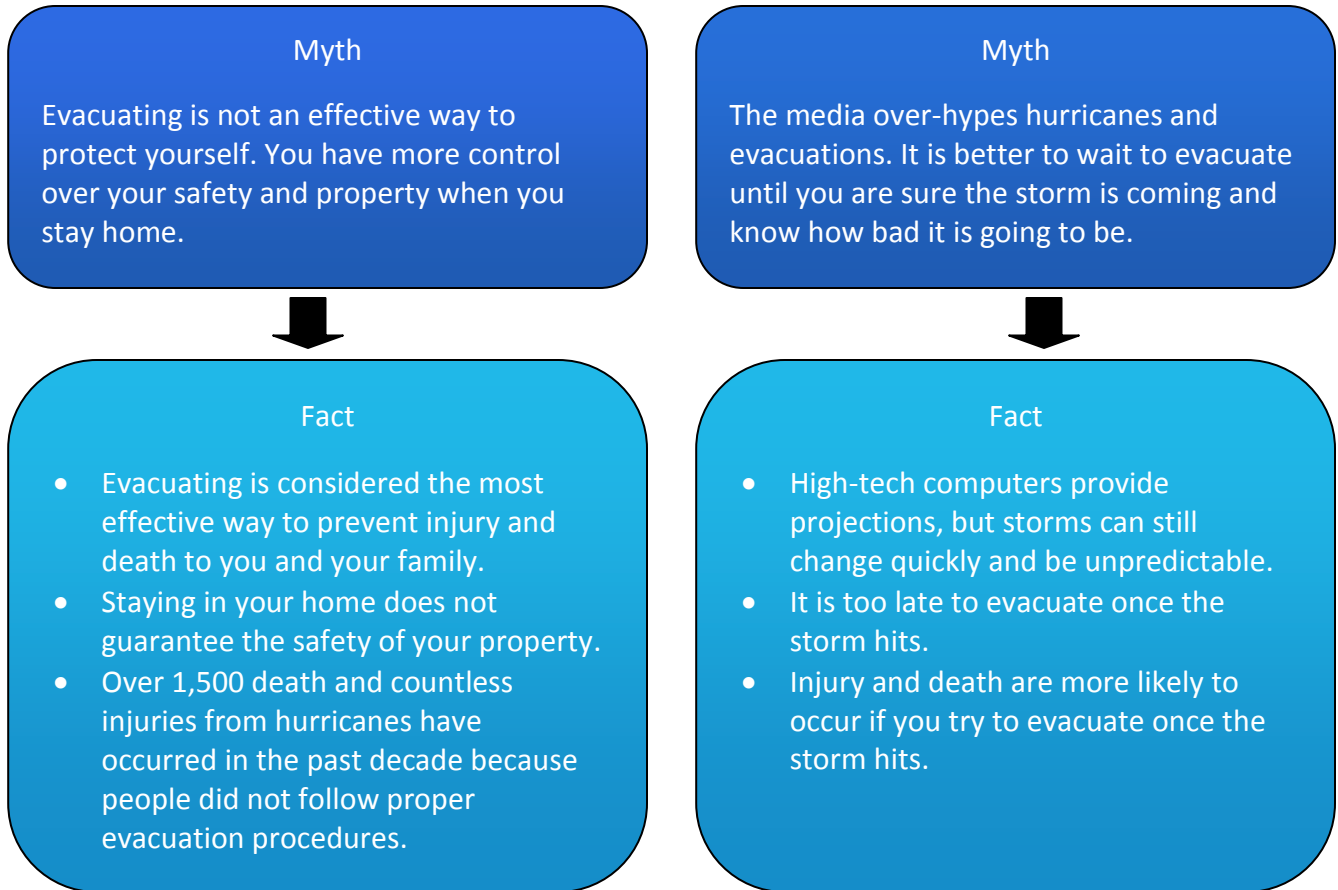 Myth
Evacuating is not an effective way to
protect yourself. You have more control
over your safety and property when you
stay home.
Myth
The media over-hypes hurricanes and
evacuations. It is better to wait to evacuate
until you are sure the storm is coming and
know how bad it is going to be.
Fact
• Evacuating is considered the most
effective way to prevent injury and
death to you and your family.
• Staying in your home does not
guarantee the safety of your property.
• Over 1,500 death and countless
injuries from hurricanes have
occurred in the past decade because
people did not follow proper
evacuation procedures.
Fact
• High-tech computers provide
projections, but storms can still
change quickly and be unpredictable.
• It is too late to evacuate once the
storm hits.
• Injury and death are more likely to
occur if you try to evacuate once the
storm hits.